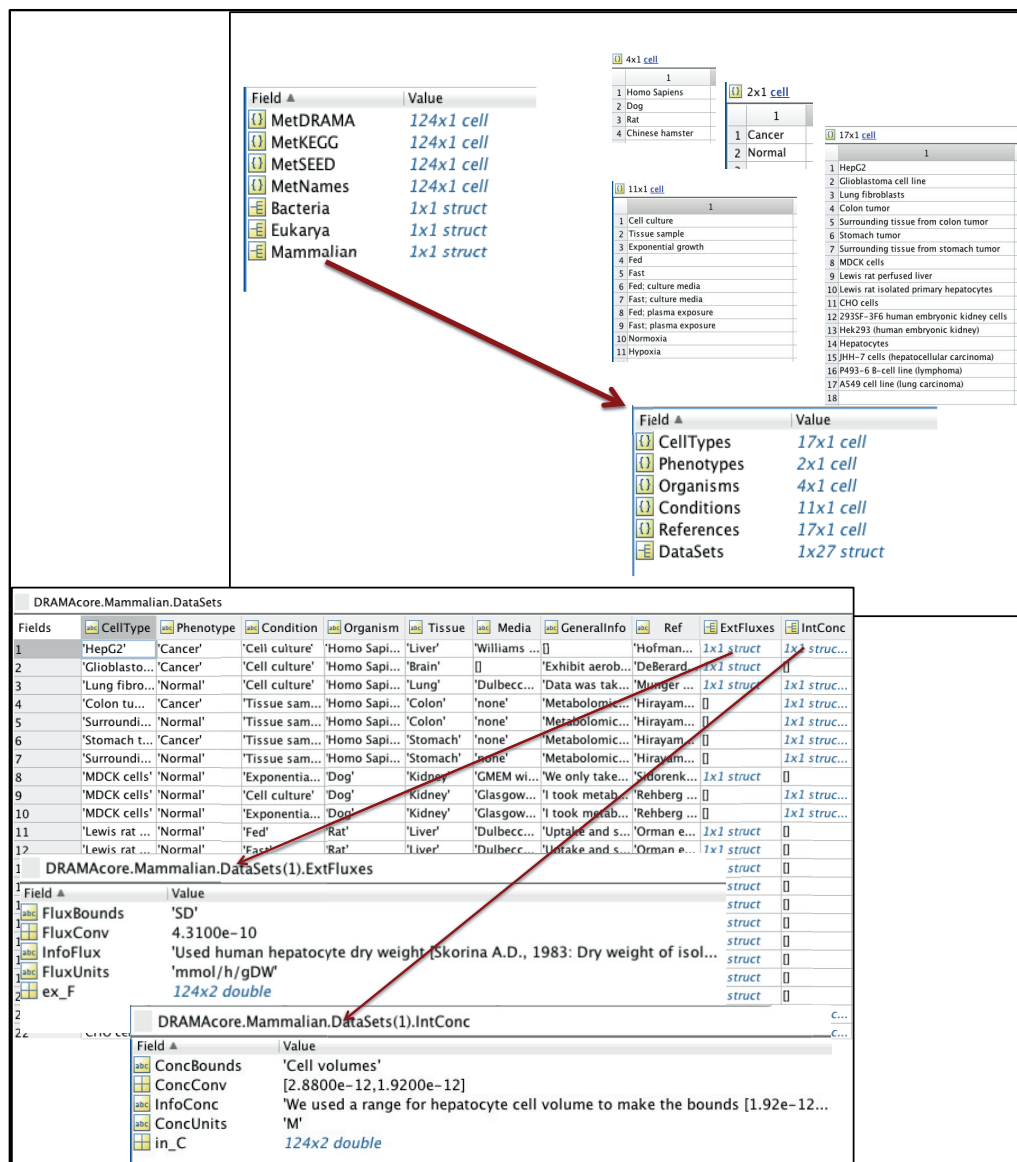 4x1 cell
1
1 Homo Sapiens
2 Dog
3 Rat
4 Chinese hamster
2x1 cell
1
1 Cancer
2 Normal
Field Value
MetDRAMA 124x1 cell
MetKEGG 124x1 cell
MetSEED 124x1 cell
MetNames 124x1 cell
Bacteria 1x1 struct
Eukarya 1x1 struct
Mammalian 1x1 struct
17x1 cell
1
1 HepG2
2 Glioblastoma cell line
3 Lung fibroblasts
4 Colon tumor
5 Surrounding tissue from colon tumor
6 Stomach tumor
7 Surrounding tissue from stomach tumor
8 MDCK cells
9 Lewis rat perfused liver
10 Lewis rat isolated primary hepatocytes
11 CHO cells
12 293SF-3F6 human embryonic kidney cells
13 Hek293 (human embryonic kidney)
14 Hepatocytes
15 JHH-7 cells (hepatocellular carcinoma)
16 P493-6 B-cell line (lymphoma)
17 A549 cell line (lung carcinoma)
18
11x1 cell
1
1 Cell culture
2 Tissue sample
3 Exponential growth
4 Fed
5 Fast
6 Fed; culture media
7 Fast; culture media
8 Fed; plasma exposure
9 Fast; plasma exposure
10 Normoxia
11 Hypoxia
Field Value
CellTypes 17x1 cell
Phenotypes 2x1 cell
Organisms 4x1 cell
Conditions 11x1 cell
References 17x1 cell
DataSets 1x27 struct
DRAMAcore.Mammalian.DataSets
Fields CellType Phenotype Condition Organism Tissue Media GeneralInfo Ref ExtFluxes IntConc
1 'HepG2' 'Cancer' 'Cell culture' 'Homo Sapi... 'Liver' 'Williams ... [] 'Hofman... 1x1 struct 1x1 struc...
2 'Glioblasto... 'Cancer' 'Cell culture' 'Homo Sapi... 'Brain' [] 'Exhibit aerob... 'DeBerard... 1x1 struct []
3 'Lung fibro... 'Normal' 'Cell culture' 'Homo Sapi... 'Lung' 'Dulbecc... 'Data was tak... 'Munger ... 1x1 struct 1x1 struc...
4 'Colon tu... 'Cancer' 'Tissue sam... 'Homo Sapi... 'Colon' 'none' 'Metabolomic... 'Hirayam... [] 1x1 struc...
5 'Surroundi... 'Normal' 'Tissue sam... 'Homo Sapi... 'Colon' 'none' 'Metabolomic... 'Hirayam... [] 1x1 struc...
6 'Stomach t... 'Cancer' 'Tissue sam... 'Homo Sapi... 'Stomach' 'none' 'Metabolomic... 'Hirayam... [] 1x1 struc...
7 'Surroundi... 'Normal' 'Tissue sam... 'Homo Sapi... 'Stomach' 'none' 'Metabolomic... 'Hirayam... [] 1x1 struc...
8 'MDCK cells' 'Normal' 'Exponentia... 'Dog' 'Kidney' 'GMEM wi... 'We only take... 'Sidorenk... 1x1 struct []
9 'MDCK cells' 'Normal' 'Cell culture' 'Dog' 'Kidney' 'Glasgow... 'I took metab... 'Rehberg ... [] 1x1 struc...
10 'MDCK cells' 'Normal' 'Exponentia... 'Dog' 'Kidney' 'Glasgow... 'I took metab... 'Rehberg ... [] 1x1 struc...
11 'Lewis rat ... 'Normal' 'Fed' 'Rat' 'Liver' 'Dulbecc... 'Uptake and s... 'Orman e... 1x1 struct []
12 'Lewis rat ... 'Normal' 'Fast' 'Rat' 'Liver' 'Dulbecc... 'Uptake and s... 'Orman e... 1x1 struct []
struct []
struct []
struct []
struct []
struct []
struct []
struct []
struct []
DRAMAcore.Mammalian.DataSets(1).ExtFluxes
Field Value
FluxBounds 'SD'
FluxConv 4.3100e-10
InfoFlux 'Used human hepatocyte dry weight [Skorina A.D., 1983: Dry weight of isol...
FluxUnits 'mmol/h/gDW'
ex_F 124x2 double
22 c...
DRAMAcore.Mammalian.DataSets(1).IntConc
Field Value
ConcBounds 'Cell volumes'
ConcConv [2.8800e-12,1.9200e-12]
InfoConc 'We used a range for hepatocyte cell volume to make the bounds [1.92e-12...
ConcUnits 'M'
in_C 124x2 double